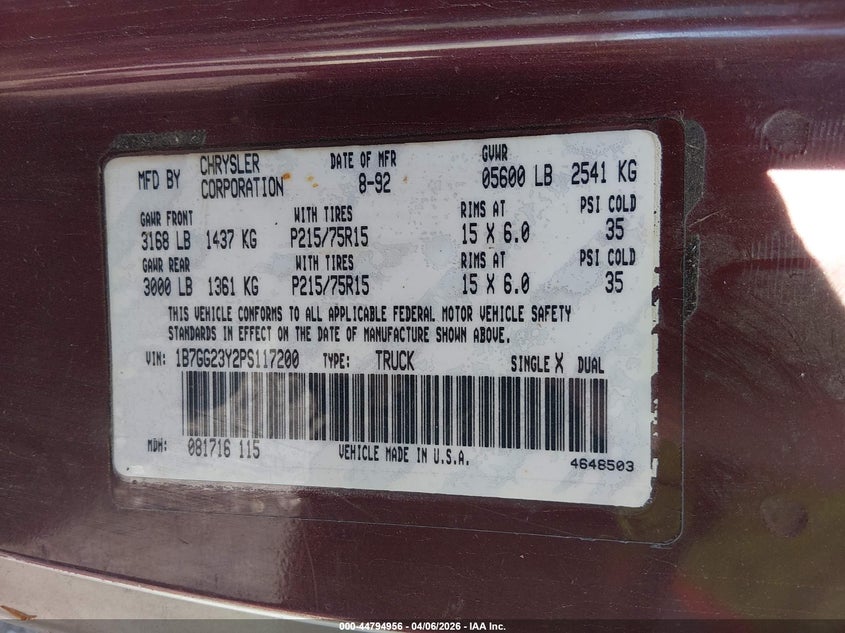 MFD BY CHRYSLER CORPORATION DATE OF MFR 8-92 GVWR 05600 LB 2541 KG
GAWR FRONT WITH TIRES RIMS AT PSI COLD
3168 LB 1437 KG P215/75R15 15 X 6.0 35
GAWR REAR WITH TIRES RIMS AT PSI COLD
3000 LB 1361 KG P215/75R15 15 X 6.0 35
THIS VEHICLE CONFORMS TO ALL APPLICABLE FEDERAL MOTOR VEHICLE SAFETY
STANDARDS IN EFFECT ON THE DATE OF MANUFACTURE SHOWN ABOVE.
VIN: 1B7GG23Y2PS117200 TYPE: TRUCK SINGLE X DUAL
MDH: 081716 115 VEHICLE MADE IN U.S.A. 4648503
000-44794956 - 04/06/2026 - IAA Inc.